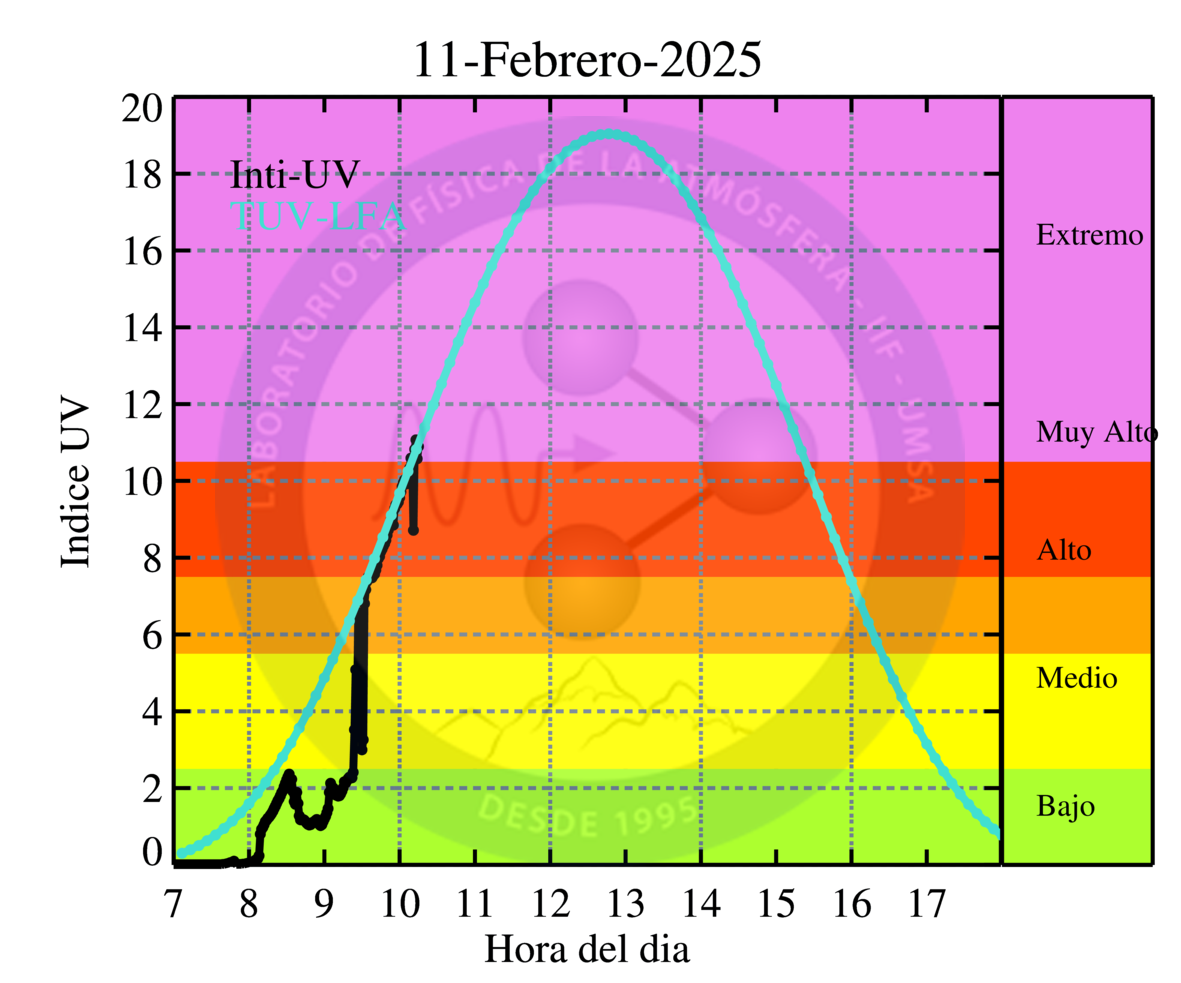 11-Febrero-2025
20
18
16
14
12
10
8
6
4
2
0
Indice UV
Inti-UV
TUV-LFA
LABORATORIO DE FÍSICA DE LA ATMÓSFERA - IIF - UMSA
DESDE 1995
Extremo
Muy Alto
Alto
Medio
Bajo
7 8 9 10 11 12 13 14 15 16 17
Hora del dia